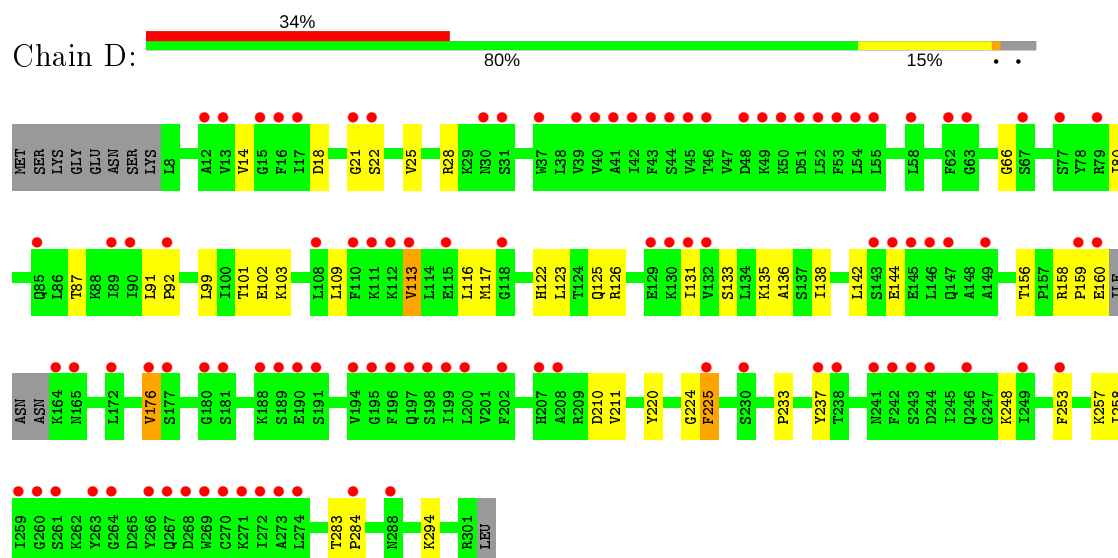 34%
Chain D:
80% 15% • •
MET SER LYS GLY GLU ASN SER LYS L8 A12 V13 V14 G15 F16 I17 D18 G21 S22 V25 R28 K29 N30 S31 W37 L38 V39 V40 A41 I42 F43 S44 V45 T46 V47 D48 K49 K50 D51 L52 F53 L54 L55 L58 F62 G63 G66 S67 S77 Y78 R79
Q85 L86 T87 K88 I89 I90 L91 P92 L99 I100 T101 E102 K103 L108 L109 F110 K111 K112 V113 L114 E115 L116 M117 G118 H122 L123 T124 Q125 R126 E129 K130 I131 V132 S133 L134 K135 A136 S137 I138 L142 S143 E144 E145 L146 Q147 A148 A149 T156 P157 R158 P159 E160
ASN ASN K164 N165 L172 V176 S177 G180 S181 K188 S189 E190 S191 V194 G195 F196 Q197 S198 I199 L200 V201 F202 H207 A208 R209 D210 V211 Y220 G224 F225 S230 P233 Y237 T238 N241 F242 S243 D244 I245 Q246 G247 K248 I249 F253 K257
I259 G260 S261 K262 Y263 G264 D265 Y266 Q267 D268 W269 C270 K271 I272 A273 L274 T283 P284 N288 K294 R301 LEU